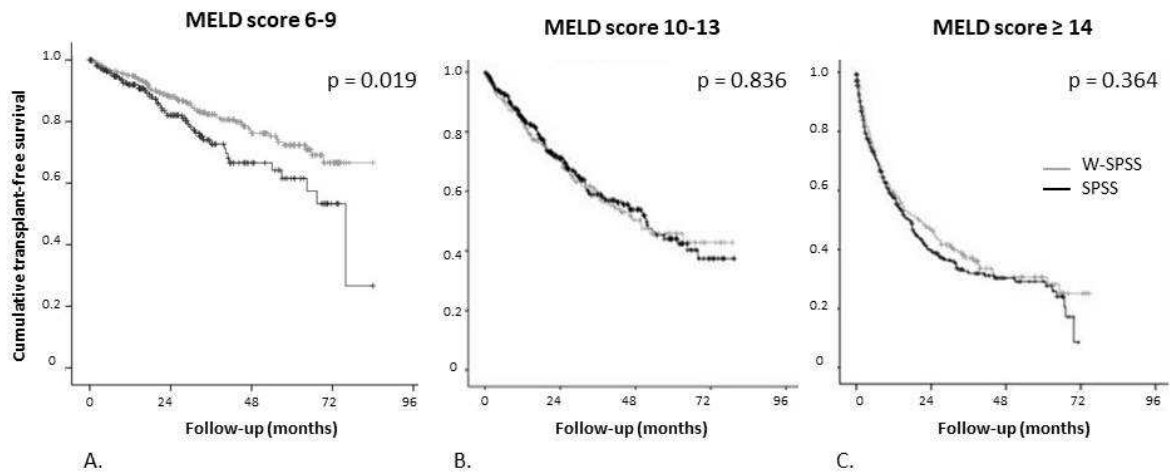 MELD score 6-9
MELD score 10-13
MELD score ≥ 14
p = 0.019
p = 0.836
p = 0.364
Cumulative transplant-free survival
1.0
0.8
0.6
0.4
0.2
0
1.0
0.8
0.6
0.4
0.2
0
1.0
0.8
0.6
0.4
0.2
0
W-SPSS
SPSS
0 24 48 72 96
0 24 48 72 96
0 24 48 72 96
Follow-up (months)
Follow-up (months)
Follow-up (months)
A.
B.
C.